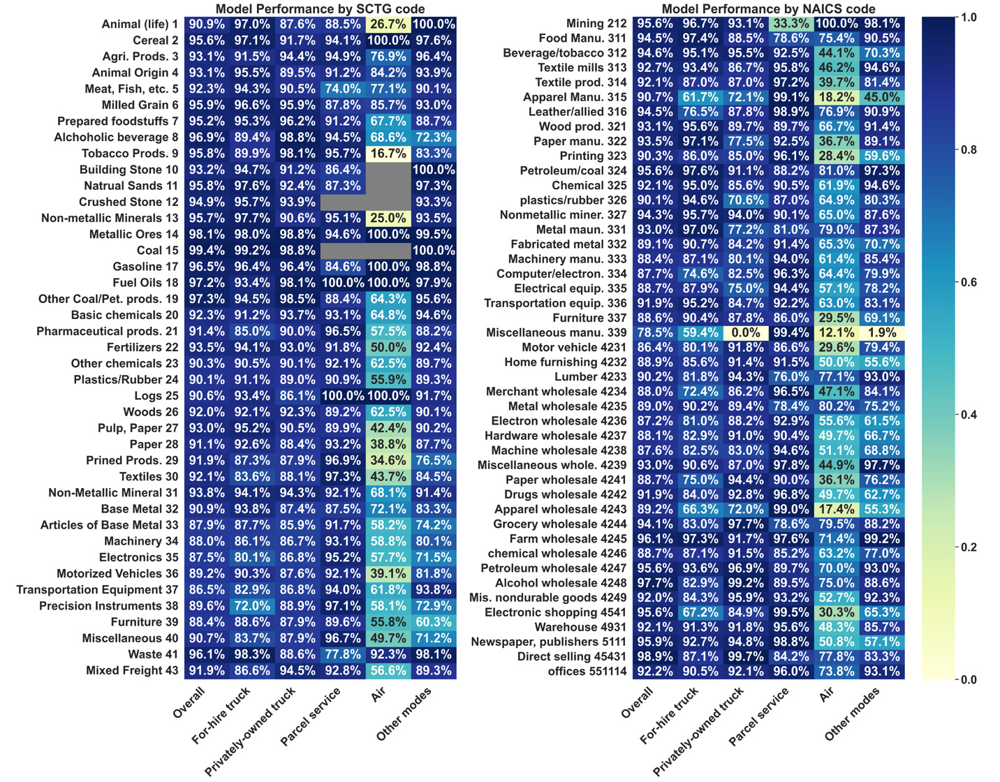 Model Performance by SCTG code
Animal (life) 1 90.9% 97.0% 87.6% 88.5% 26.7% 100.0%
Cereal 2 95.6% 97.1% 91.7% 94.1% 100.0% 97.6%
Agri. Prods. 3 93.1% 91.5% 94.4% 94.9% 76.9% 96.4%
Animal Origin 4 93.1% 95.5% 89.5% 91.2% 84.2% 93.9%
Meat, Fish, etc. 5 92.3% 94.3% 90.5% 74.0% 77.1% 90.1%
Milled Grain 6 95.9% 96.6% 95.9% 87.8% 85.7% 93.0%
Prepared foodstuffs 7 95.2% 95.3% 96.2% 91.2% 67.7% 88.7%
Alchoholic beverage 8 96.9% 89.4% 98.8% 94.5% 68.6% 72.3%
Tobacco Prods. 9 95.8% 89.9% 98.1% 95.7% 16.7% 83.3%
Building Stone 10 93.2% 94.7% 91.2% 86.4% 100.0%
Natrual Sands 11 95.8% 97.6% 92.4% 87.3% 97.3%
Crushed Stone 12 94.9% 95.7% 93.9% 93.3%
Non-metallic Minerals 13 95.7% 97.7% 90.6% 95.1% 25.0% 93.5%
Metallic Ores 14 98.1% 98.0% 98.8% 94.6% 100.0% 99.5%
Coal 15 99.4% 99.2% 98.8% 100.0%
Gasoline 17 96.5% 96.4% 96.4% 84.6% 100.0% 98.8%
Fuel Oils 18 97.2% 93.4% 98.1% 100.0% 100.0% 97.9%
Other Coal/Pet. prods. 19 97.3% 94.5% 98.5% 88.4% 64.3% 95.6%
Basic chemicals 20 92.3% 91.2% 93.7% 93.1% 64.8% 94.6%
Pharmaceutical prods. 21 91.4% 85.0% 90.0% 96.5% 57.5% 88.2%
Fertilizers 22 93.5% 94.1% 93.0% 91.8% 50.0% 92.4%
Other chemicals 23 90.3% 90.5% 90.1% 92.1% 62.5% 89.7%
Plastics/Rubber 24 90.1% 91.1% 89.0% 90.9% 55.9% 89.3%
Logs 25 90.6% 93.4% 86.1% 100.0% 100.0% 91.7%
Woods 26 92.0% 92.1% 92.3% 89.2% 62.5% 90.1%
Pulp, Paper 27 93.0% 95.2% 90.5% 89.9% 42.4% 90.2%
Paper 28 91.1% 92.6% 88.4% 93.2% 38.8% 87.7%
Prined Prods. 29 91.9% 87.3% 87.9% 96.9% 34.6% 76.5%
Textiles 30 92.1% 83.6% 88.1% 97.3% 43.7% 84.5%
Non-Metallic Mineral 31 93.8% 94.1% 94.3% 92.1% 68.1% 91.4%
Base Metal 32 90.9% 93.8% 87.4% 87.5% 72.1% 83.3%
Articles of Base Metal 33 87.9% 87.7% 85.9% 91.7% 58.2% 74.2%
Machinery 34 88.0% 86.1% 86.7% 93.1% 58.8% 80.1%
Electronics 35 87.5% 80.1% 86.8% 95.2% 57.7% 71.5%
Motorized Vehicles 36 89.2% 90.3% 87.6% 92.1% 39.1% 81.8%
Transportation Equipment 37 86.5% 82.9% 86.8% 94.0% 61.8% 93.8%
Precision Instruments 38 89.6% 72.0% 88.9% 97.1% 58.1% 72.9%
Furniture 39 88.4% 88.6% 87.9% 89.6% 55.8% 60.3%
Miscellaneous 40 90.7% 83.7% 87.9% 96.7% 49.7% 71.2%
Waste 41 96.1% 98.3% 88.6% 77.8% 92.3% 98.1%
Mixed Freight 43 91.9% 86.6% 94.5% 92.8% 56.6% 89.3%
Overall
For-hire truck
Privately-owned truck
Parcel service
Air
Other modes
Model Performance by NAICS code
Mining 212 95.6% 96.7% 93.1% 33.3% 100.0% 98.1%
Food Manu. 311 94.5% 97.4% 88.5% 78.6% 75.4% 90.5%
Beverage/tobacco 312 94.6% 95.1% 95.5% 92.5% 44.1% 70.3%
Textile mills 313 92.7% 93.4% 86.7% 95.8% 46.2% 94.6%
Textile prod. 314 92.1% 87.0% 87.0% 97.2% 39.7% 81.4%
Apparel Manu. 315 90.7% 61.7% 72.1% 99.1% 18.2% 45.0%
Leather/allied 316 94.5% 76.5% 87.8% 98.9% 76.9% 90.9%
Wood prod. 321 93.1% 95.6% 89.7% 89.7% 66.7% 91.4%
Paper manu. 322 93.5% 97.1% 77.5% 92.5% 36.7% 89.1%
Printing 323 90.3% 86.0% 85.0% 96.1% 28.4% 59.6%
Petroleum/coal 324 95.6% 97.6% 91.1% 88.2% 81.0% 97.3%
Chemical 325 92.1% 95.0% 85.6% 90.5% 61.9% 94.6%
plastics/rubber 326 90.1% 94.6% 70.6% 87.0% 64.9% 80.3%
Nonmetallic miner. 327 94.3% 95.7% 94.0% 90.1% 65.0% 87.6%
Metal maun. 331 93.0% 97.0% 77.2% 81.0% 79.0% 87.3%
Fabricated metal 332 89.1% 90.7% 84.2% 91.4% 65.3% 70.7%
Machinery manu. 333 88.4% 87.1% 80.1% 94.0% 61.4% 85.4%
Computer/electron. 334 87.7% 74.6% 82.5% 96.3% 64.4% 79.9%
Electrical equip. 335 88.7% 87.9% 75.0% 94.4% 57.1% 78.2%
Transportation equip. 336 91.9% 95.2% 84.7% 92.2% 63.0% 83.1%
Furniture 337 88.6% 90.4% 87.8% 86.0% 29.5% 69.1%
Miscellaneous manu. 339 78.5% 59.4% 0.0% 99.4% 12.1% 1.9%
Motor vehicle 4231 86.4% 80.1% 91.8% 86.6% 29.6% 79.4%
Home furnishing 4232 88.9% 85.6% 91.4% 91.5% 50.0% 55.6%
Lumber 4233 90.2% 81.8% 94.3% 76.0% 77.1% 93.0%
Merchant wholesale 4234 88.0% 72.4% 86.2% 96.5% 47.1% 84.1%
Metal wholesale 4235 89.0% 90.2% 89.4% 78.4% 80.2% 75.2%
Electron wholesale 4236 87.2% 81.0% 88.2% 92.9% 55.6% 61.5%
Hardware wholesale 4237 88.1% 82.9% 91.0% 90.4% 49.7% 66.7%
Machine wholesale 4238 87.6% 82.5% 83.0% 94.6% 51.1% 68.8%
Miscellaneous whole. 4239 93.0% 90.6% 87.0% 97.8% 44.9% 97.7%
Paper wholesale 4241 88.7% 75.0% 94.4% 90.0% 36.1% 76.2%
Drugs wholesale 4242 91.9% 84.0% 92.8% 96.8% 49.7% 62.7%
Apparel wholesale 4243 89.2% 66.3% 72.0% 99.0% 17.4% 55.3%
Grocery wholesale 4244 94.1% 83.0% 97.7% 78.6% 79.5% 88.2%
Farm wholesale 4245 96.1% 97.3% 91.7% 97.6% 71.4% 99.2%
chemical wholesale 4246 88.7% 87.1% 91.5% 85.2% 63.2% 77.0%
Petroleum wholesale 4247 95.6% 93.6% 96.9% 89.7% 70.0% 93.0%
Alcohol wholesale 4248 97.7% 82.9% 99.2% 89.5% 75.0% 88.6%
Mis. nondurable goods 4249 92.0% 84.3% 95.9% 93.2% 52.7% 92.3%
Electronic shopping 4541 95.6% 67.2% 84.9% 99.5% 30.3% 65.3%
Warehouse 4931 92.1% 91.3% 91.8% 95.6% 48.3% 85.7%
Newspaper, publishers 5111 95.9% 92.7% 94.8% 98.8% 50.8% 57.1%
Direct selling 45431 98.9% 87.1% 99.7% 84.2% 77.8% 83.3%
offices 551114 92.2% 90.5% 92.1% 96.0% 73.8% 93.1%
Overall
For-hire truck
Privately-owned truck
Parcel service
Air
Other modes
1.0
0.8
0.6
0.4
0.2
0.0